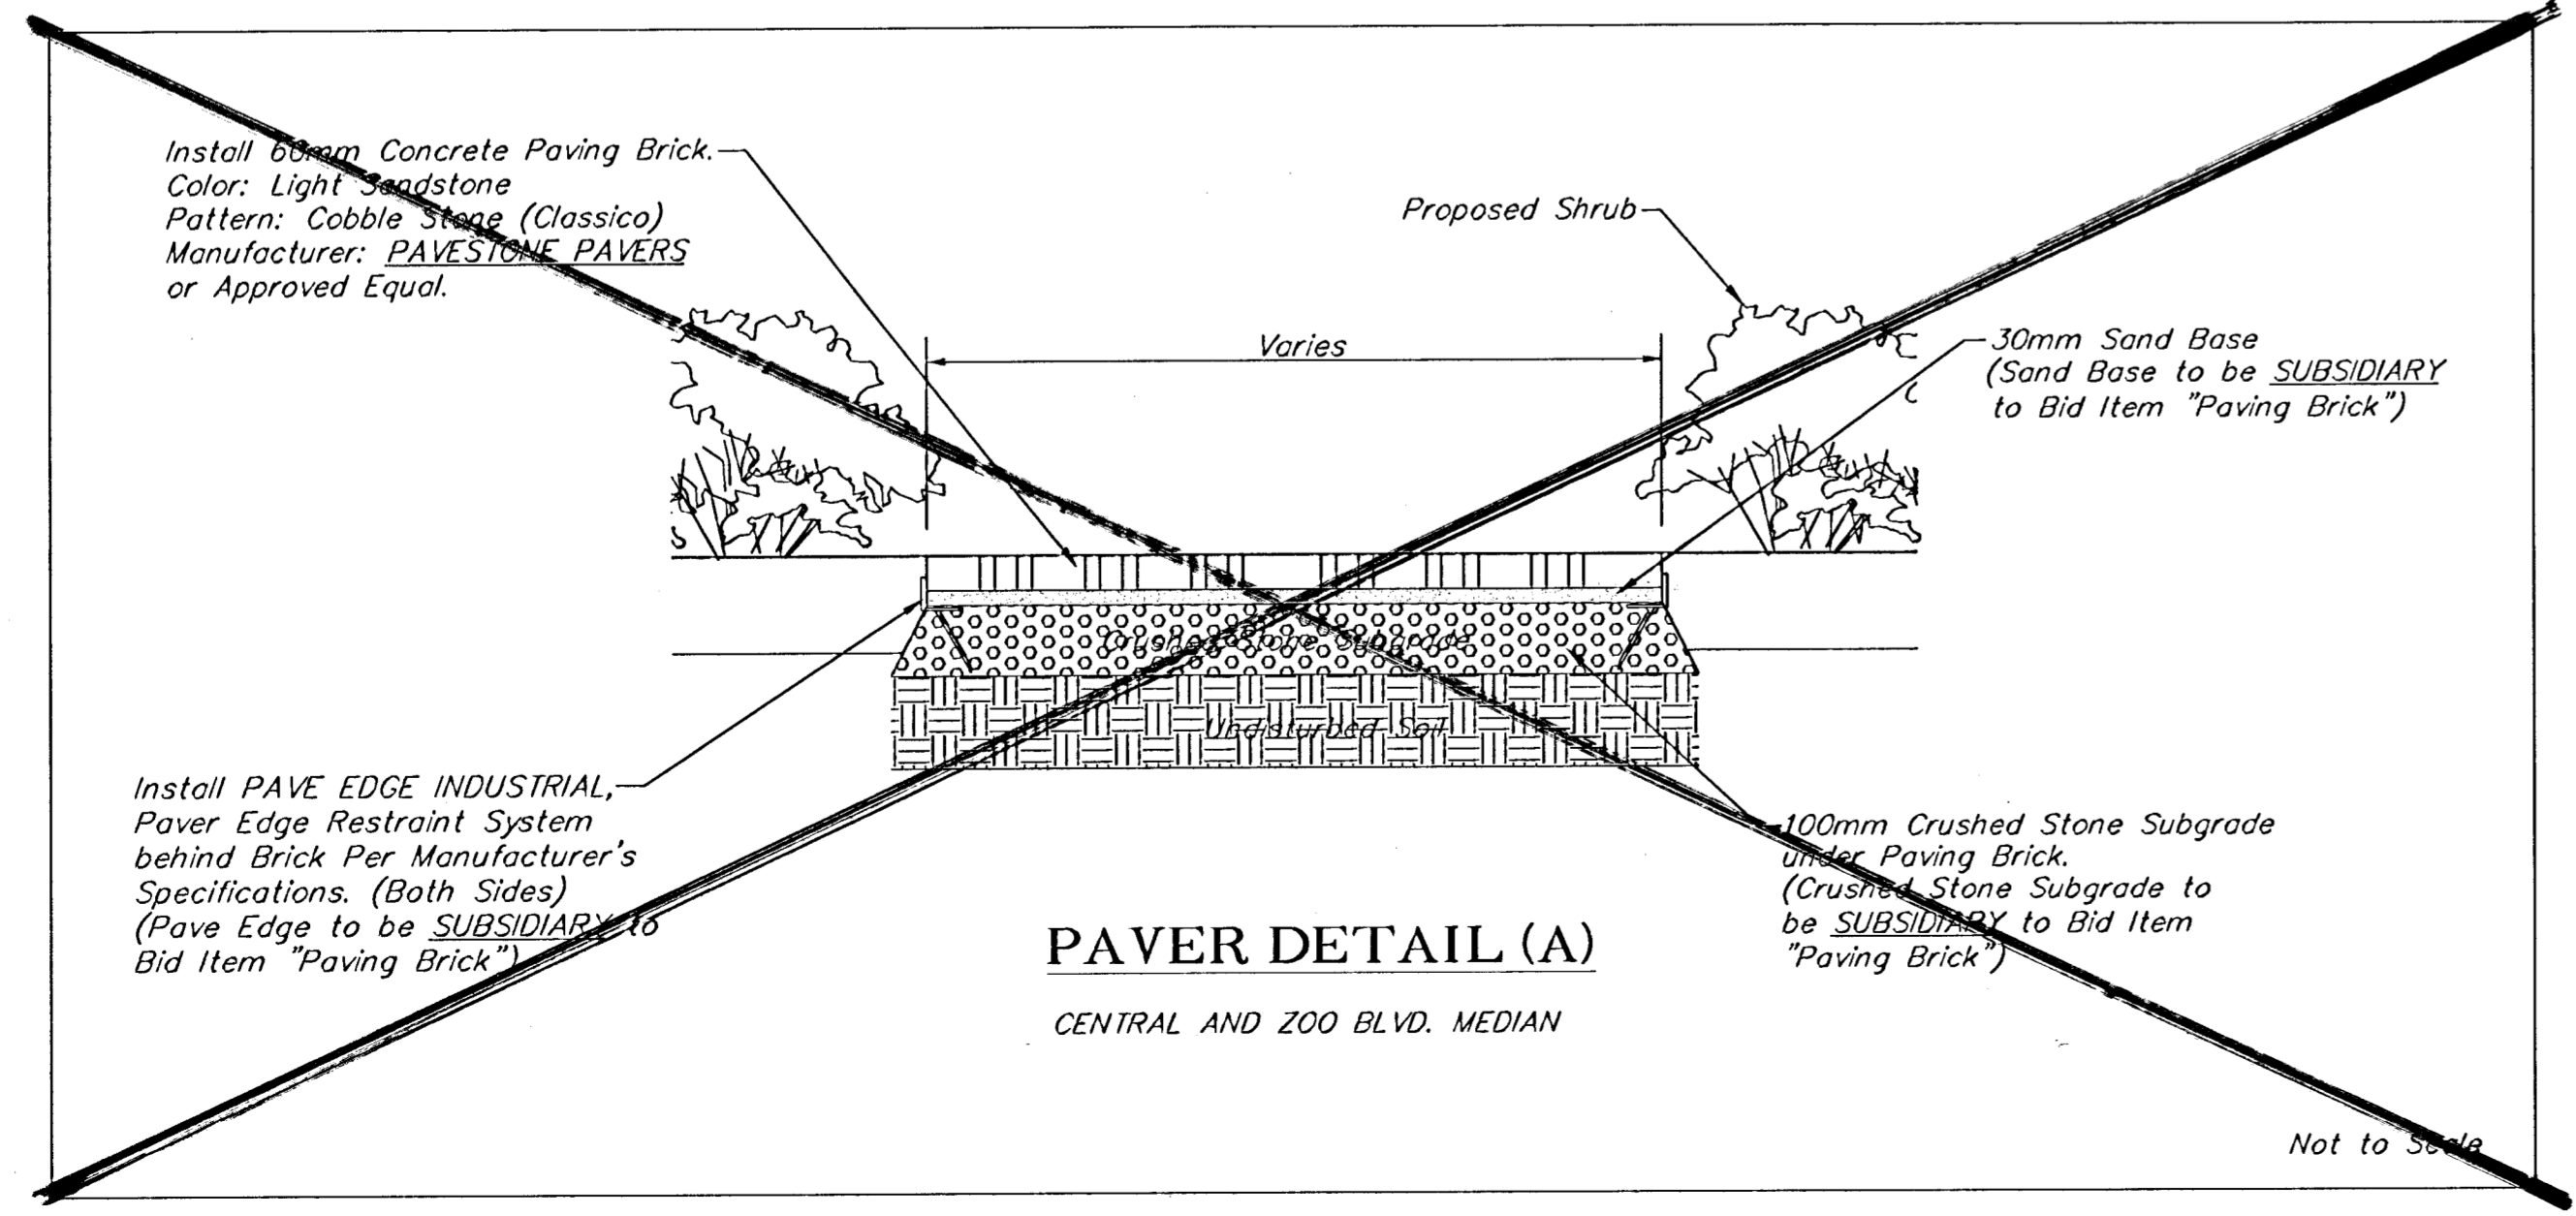 Install 60mm Concrete Paving Brick.
Color: Light Sandstone
Pattern: Cobble Stone (Classico)
Manufacturer: PAVESTONE PAVERS
or Approved Equal.
Proposed Shrub
Varies
30mm Sand Base
(Sand Base to be SUBSIDIARY
to Bid Item "Paving Brick")
Crushed Stone Subgrade
Undisturbed Soil
Install PAVE EDGE INDUSTRIAL,
Paver Edge Restraint System
behind Brick Per Manufacturer's
Specifications. (Both Sides)
(Pave Edge to be SUBSIDIARY to
Bid Item "Paving Brick")
100mm Crushed Stone Subgrade
under Paving Brick.
(Crushed Stone Subgrade to
be SUBSIDIARY to Bid Item
"Paving Brick")
PAVER DETAIL (A)
CENTRAL AND ZOO BLVD. MEDIAN
Not to Scale